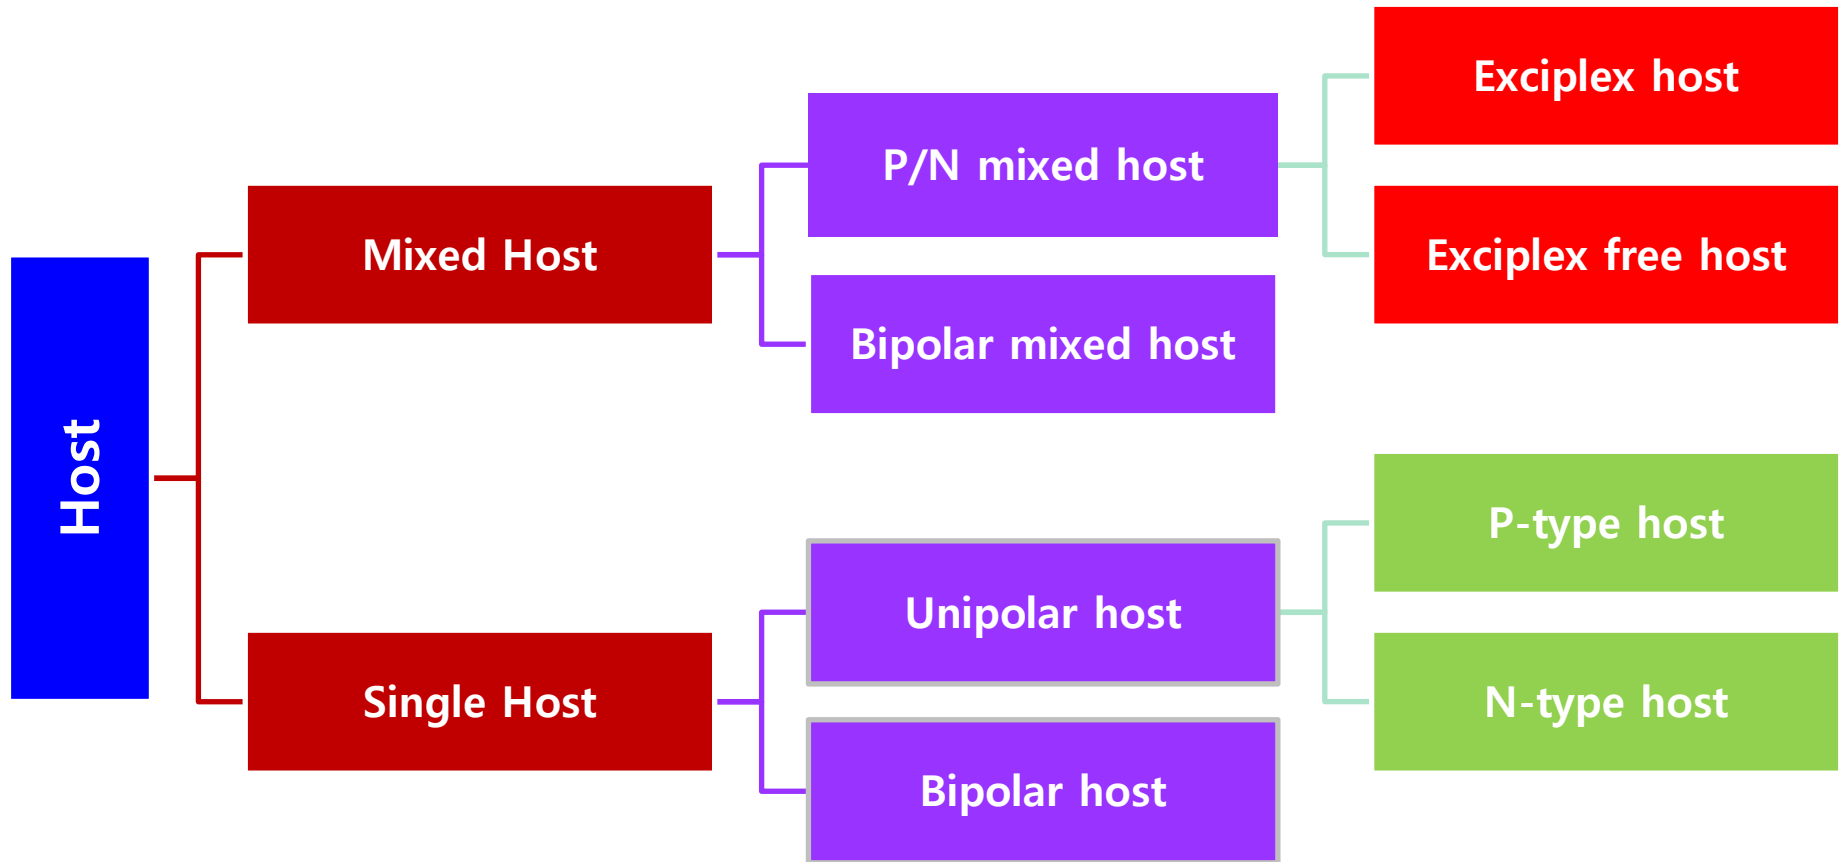 Host
Mixed Host
P/N mixed host
Exciplex host
Exciplex free host
Bipolar mixed host
Single Host
Unipolar host
P-type host
N-type host
Bipolar host